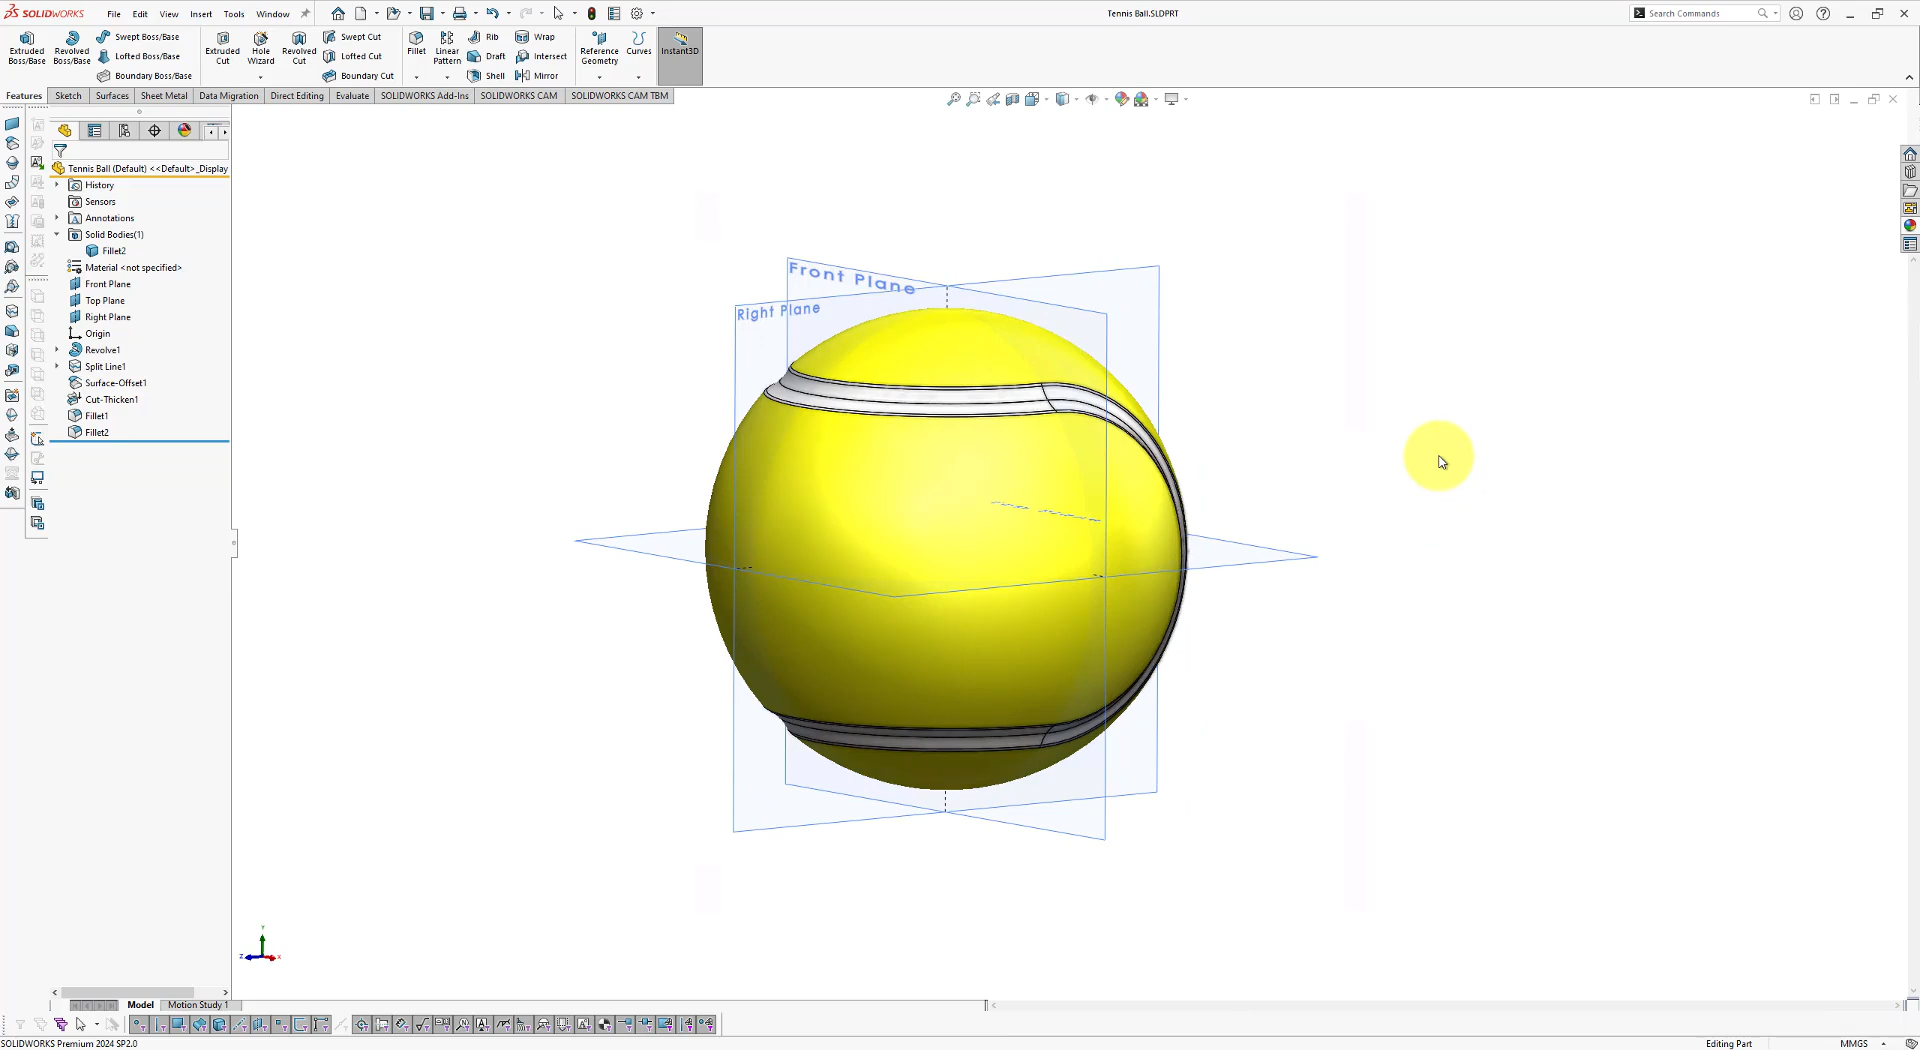 SOLIDWORKS File Edit View Insert Tools Window Tennis Ball.SLDPRT Search Commands
Extruded Boss/Base
Revolved Boss/Base
Swept Boss/Base
Lofted Boss/Base
Boundary Boss/Base
Extruded Cut
Hole Wizard
Revolved Cut
Swept Cut
Lofted Cut
Boundary Cut
Fillet
Linear Pattern
Rib
Draft
Shell
Wrap
Intersect
Mirror
Reference Geometry
Curves
Instant3D
Features Sketch Surfaces Sheet Metal Data Migration Direct Editing Evaluate SOLIDWORKS Add-Ins SOLIDWORKS CAM SOLIDWORKS CAM TBM
Tennis Ball (Default) <<Default>_Display
History
Sensors
Annotations
Solid Bodies(1)
Fillet2
Material <not specified>
Front Plane
Top Plane
Right Plane
Origin
Revolve1
Split Line1
Surface-Offset1
Cut-Thicken1
Fillet1
Fillet2
Front Plane
Right Plane
Y
Z
X
Model Motion Study 1
SOLIDWORKS Premium 2024 SP2.0 Editing Part MMGS